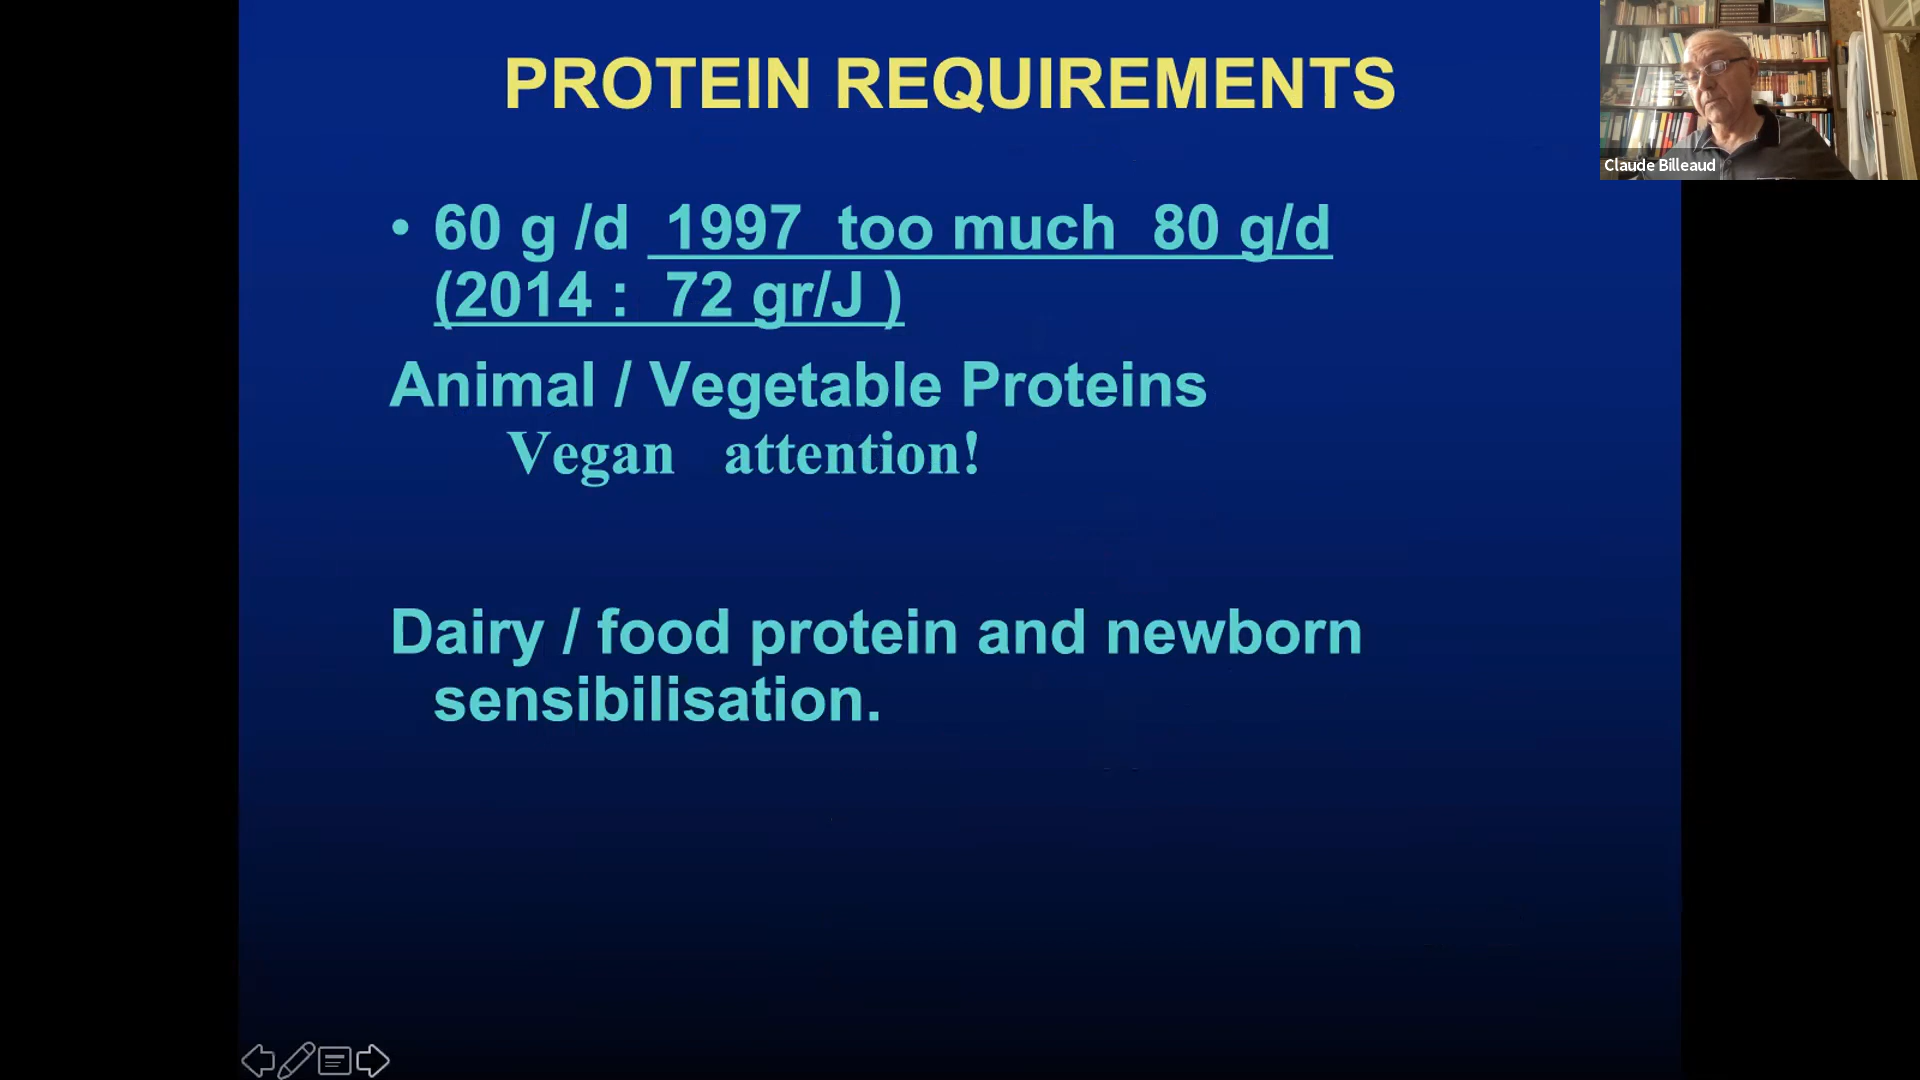 PROTEIN REQUIREMENTS
• 60 g /d 1997 too much 80 g/d
(2014 : 72 gr/J )
Animal / Vegetable Proteins
Vegan attention!
Dairy / food protein and newborn
sensibilisation.
Claude Billeaud